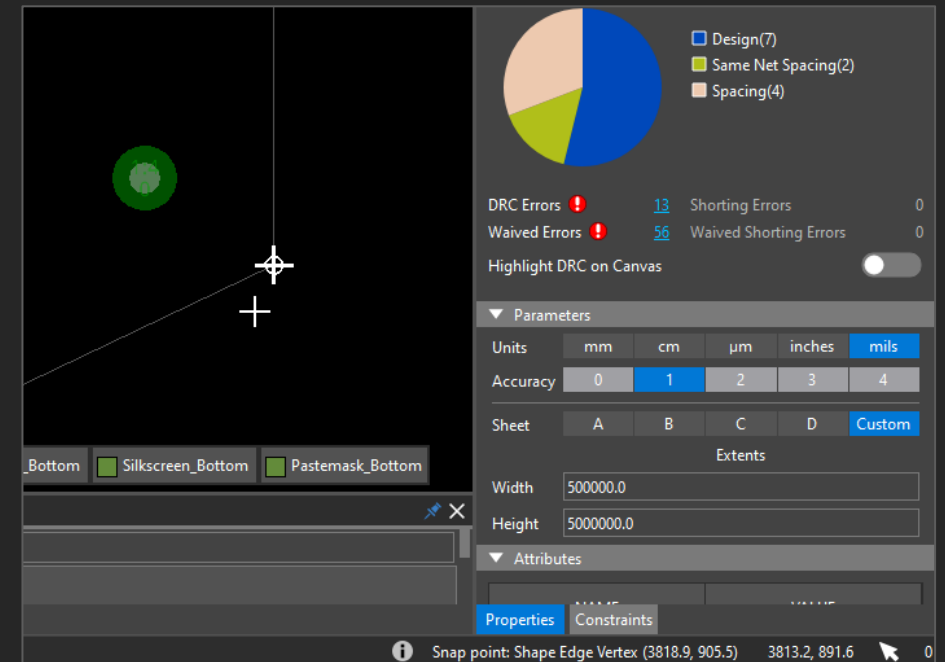 Design(7)
Same Net Spacing(2)
Spacing(4)
DRC Errors 13 Shorting Errors 0
Waived Errors 56 Waived Shorting Errors 0
Highlight DRC on Canvas
Parameters
Units mm cm μm inches mils
Accuracy 0 1 2 3 4
Sheet A B C D Custom
Extents
_Bottom Silkscreen_Bottom Pastemask_Bottom
Width 500000.0
Height 5000000.0
Attributes
NAME VALUE
Properties Constraints
Snap point: Shape Edge Vertex (3818.9, 905.5) 3813.2, 891.6 0